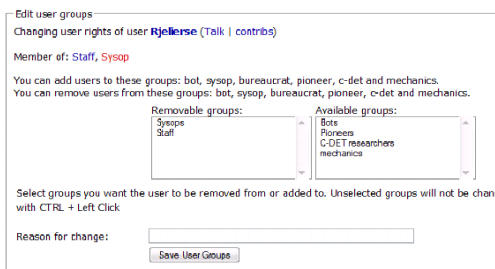 Edit user groups
Changing user rights of user Rjelierse (Talk | contribs)
Member of: Staff, Sysop
You can add users to these groups: bot, sysop, bureaucrat, pioneer, c-det and mechanics.
You can remove users from these groups: bot, sysop, bureaucrat, pioneer, c-det and mechanics.
Removable groups: Available groups:
Sysops Bots
Staff Pioneers
C-DET researchers
mechanics
Select groups you want the user to be removed from or added to. Unselected groups will not be chan
with CTRL + Left Click
Reason for change:
Save User Groups